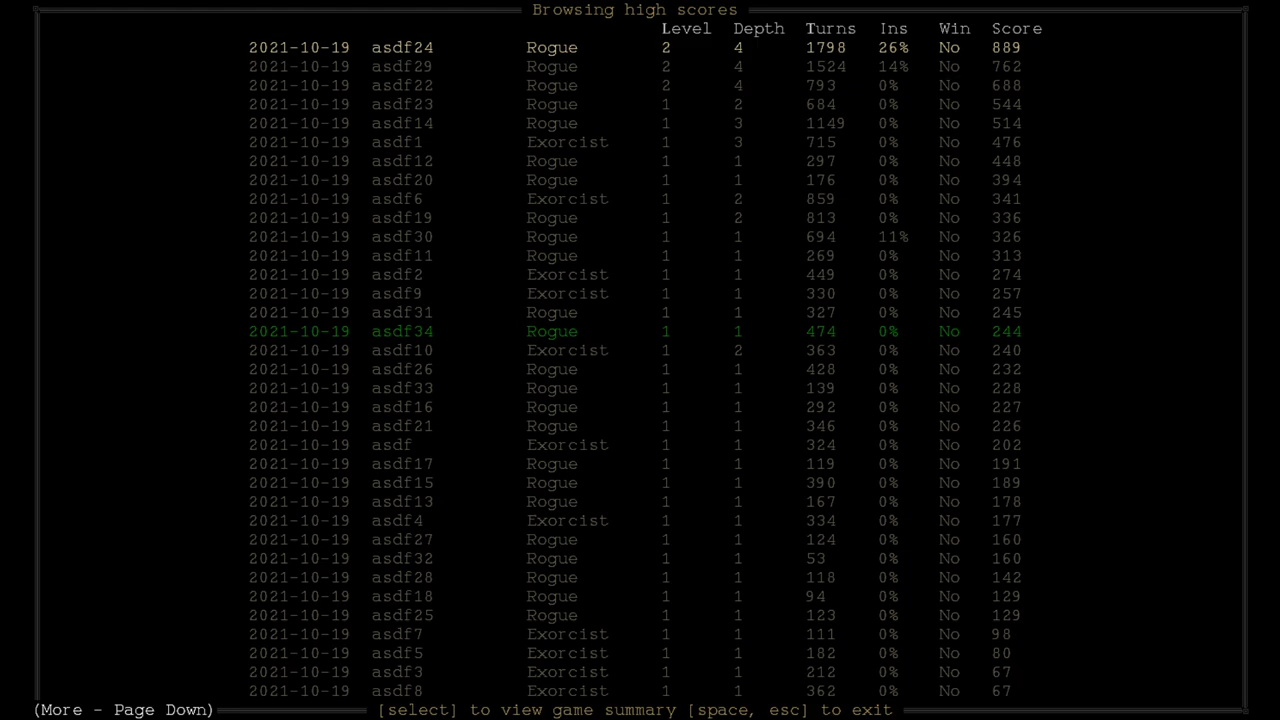 Browsing high scores
Level Depth Turns Ins Win Score
2021-10-19 asdf24 Rogue 2 4 1798 26% No 889
2021-10-19 asdf29 Rogue 2 4 1524 14% No 762
2021-10-19 asdf22 Rogue 2 4 793 0% No 688
2021-10-19 asdf23 Rogue 1 2 684 0% No 544
2021-10-19 asdf14 Rogue 1 3 1149 0% No 514
2021-10-19 asdf1 Exorcist 1 3 715 0% No 476
2021-10-19 asdf12 Rogue 1 1 297 0% No 448
2021-10-19 asdf20 Rogue 1 1 176 0% No 394
2021-10-19 asdf6 Exorcist 1 2 859 0% No 341
2021-10-19 asdf19 Rogue 1 2 813 0% No 336
2021-10-19 asdf30 Rogue 1 1 694 11% No 326
2021-10-19 asdf11 Rogue 1 1 269 0% No 313
2021-10-19 asdf2 Exorcist 1 1 449 0% No 274
2021-10-19 asdf9 Exorcist 1 1 330 0% No 257
2021-10-19 asdf31 Rogue 1 1 327 0% No 245
2021-10-19 asdf34 Rogue 1 1 474 0% No 244
2021-10-19 asdf10 Exorcist 1 2 363 0% No 240
2021-10-19 asdf26 Rogue 1 1 428 0% No 232
2021-10-19 asdf33 Rogue 1 1 139 0% No 228
2021-10-19 asdf16 Rogue 1 1 292 0% No 227
2021-10-19 asdf21 Rogue 1 1 346 0% No 226
2021-10-19 asdf Exorcist 1 1 324 0% No 202
2021-10-19 asdf17 Rogue 1 1 119 0% No 191
2021-10-19 asdf15 Rogue 1 1 390 0% No 189
2021-10-19 asdf13 Rogue 1 1 167 0% No 178
2021-10-19 asdf4 Exorcist 1 1 334 0% No 177
2021-10-19 asdf27 Rogue 1 1 124 0% No 160
2021-10-19 asdf32 Rogue 1 1 53 0% No 160
2021-10-19 asdf28 Rogue 1 1 118 0% No 142
2021-10-19 asdf18 Rogue 1 1 94 0% No 129
2021-10-19 asdf25 Rogue 1 1 123 0% No 129
2021-10-19 asdf7 Exorcist 1 1 111 0% No 98
2021-10-19 asdf5 Exorcist 1 1 182 0% No 80
2021-10-19 asdf3 Exorcist 1 1 212 0% No 67
2021-10-19 asdf8 Exorcist 1 1 362 0% No 67
(More - Page Down) [select] to view game summary [space, esc] to exit